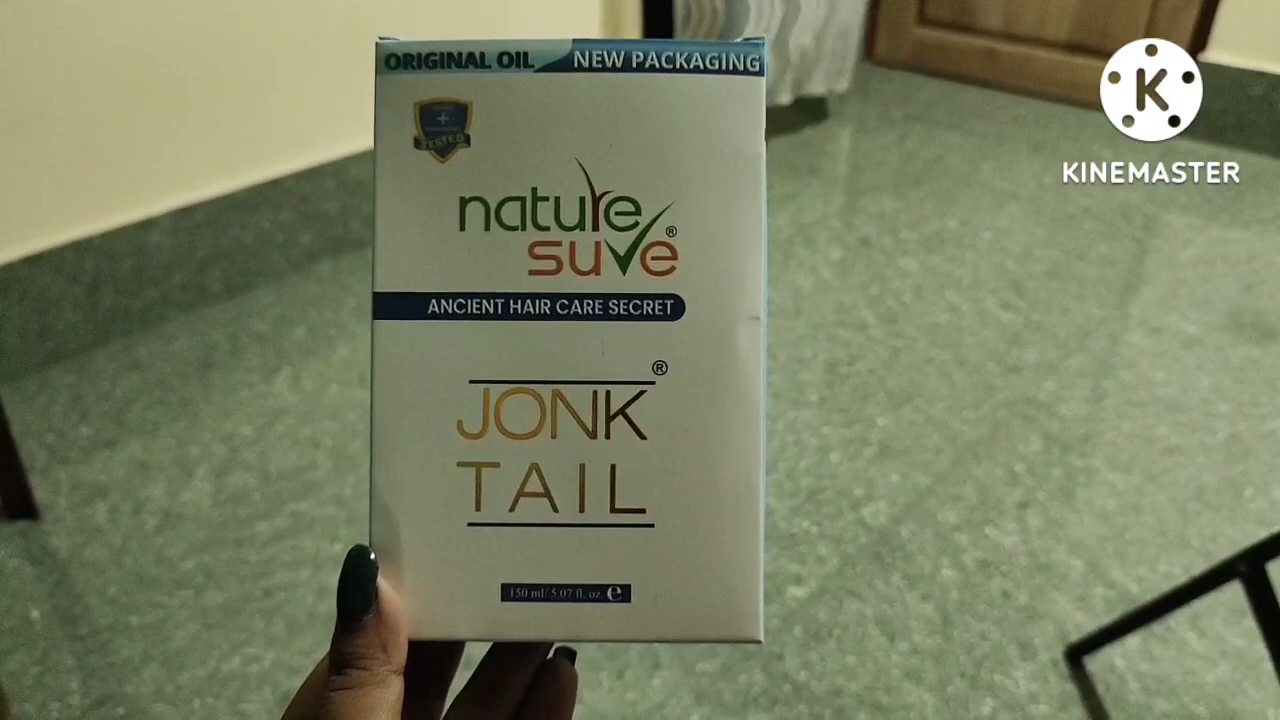 ORIGINAL OIL NEW PACKAGING
TESTED
nature
suve®
ANCIENT HAIR CARE SECRET
®
JONK
TAIL
150 ml/ 5.07 fl. oz. e
K
KINEMASTER